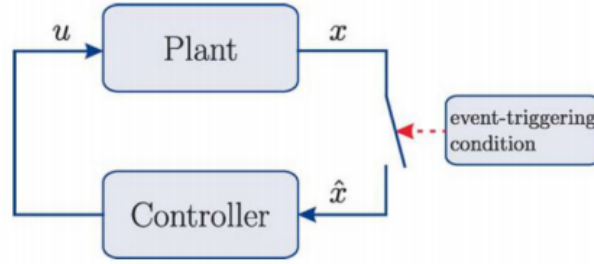 u
Plant
x
event-triggering
condition
Controller
x̂